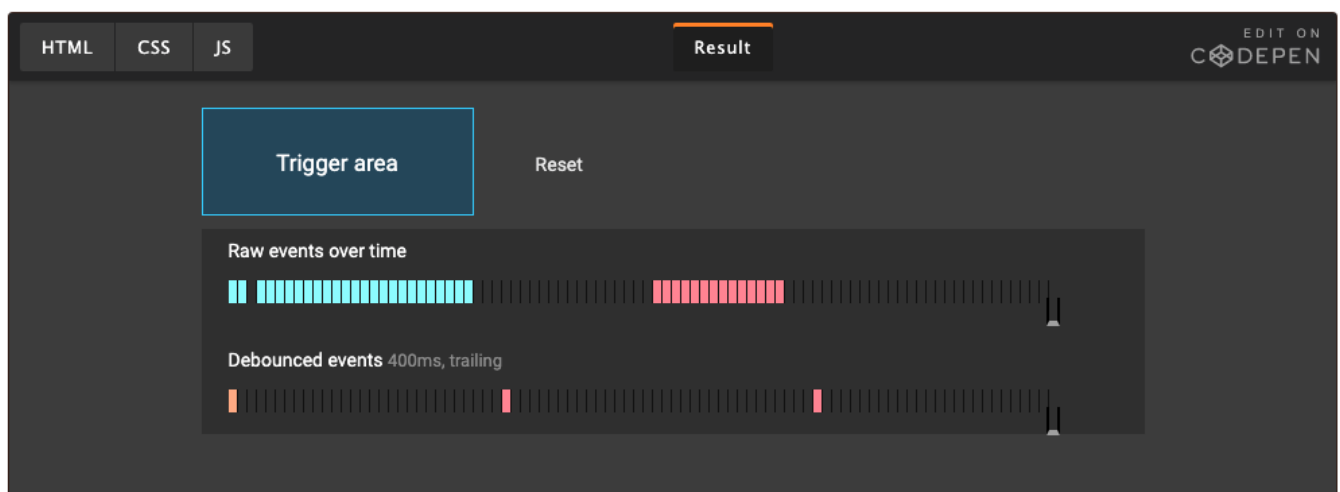 HTML CSS JS Result EDIT ON
CODEPEN
Trigger area Reset
Raw events over time
Debounced events 400ms, trailing